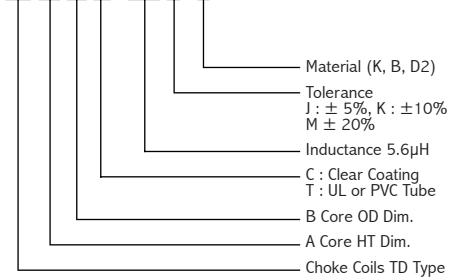 Material (K, B, D2)
Tolerance
J : ± 5%, K : ±10%
M ± 20%
Inductance 5.6µH
C : Clear Coating
T : UL or PVC Tube
B Core OD Dim.
A Core HT Dim.
Choke Coils TD Type